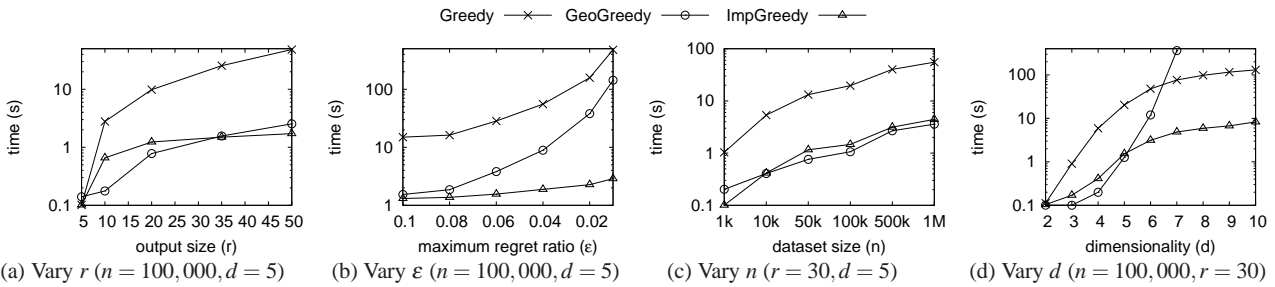 Greedy GeoGreedy ImpGreedy
time (s)
10
1
0.1
5 10 15 20 25 30 35 40 45 50
output size (r)
(a) Vary r (n = 100,000, d = 5)
time (s)
100
10
1
0.1 0.08 0.06 0.04 0.02
maximum regret ratio (ε)
(b) Vary ε (n = 100,000, d = 5)
time (s)
100
10
1
0.1
1k 10k 50k 100k 500k 1M
dataset size (n)
(c) Vary n (r = 30, d = 5)
time (s)
100
10
1
0.1
2 3 4 5 6 7 8 9 10
dimensionality (d)
(d) Vary d (n = 100,000, r = 30)